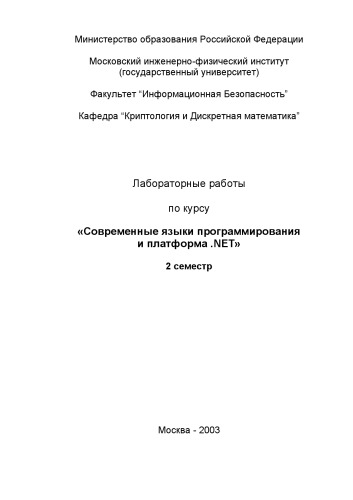 Министерство образования Российской Федерации
Московский инженерно-физический институт
(государственный университет)
Факультет “Информационная Безопасность”
Кафедра “Криптология и Дискретная математика”
Лабораторные работы
по курсу
«Современные языки программирования
и платформа .NET»
2 семестр
Москва - 2003